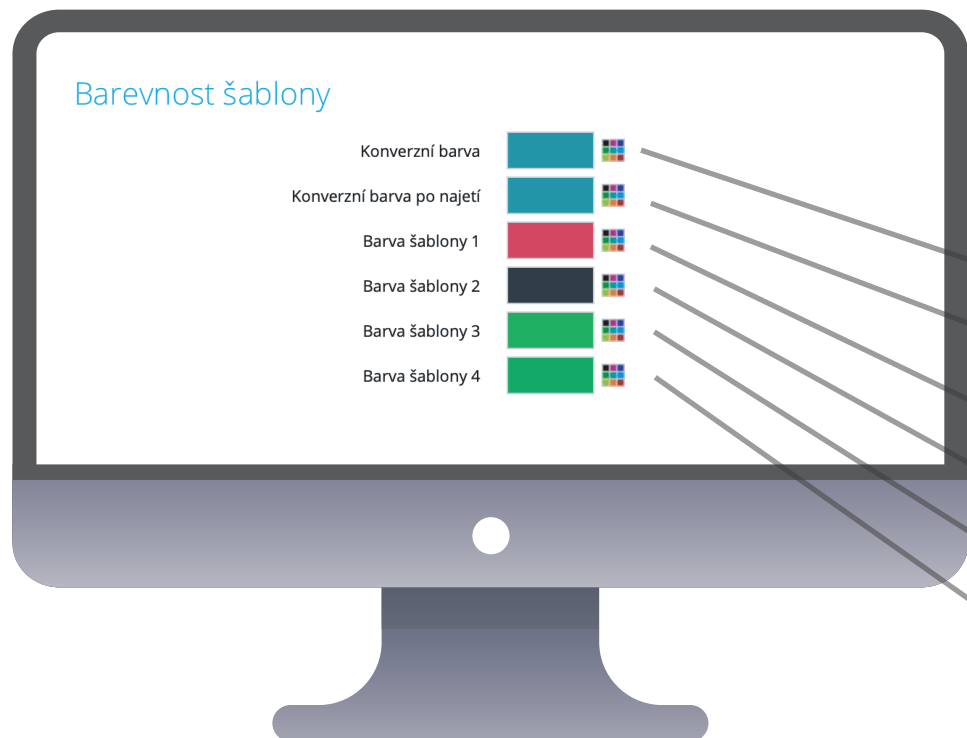 Barevnost šablony
Konverzní barva
Konverzní barva po najetí
Barva šablony 1
Barva šablony 2
Barva šablony 3
Barva šablony 4